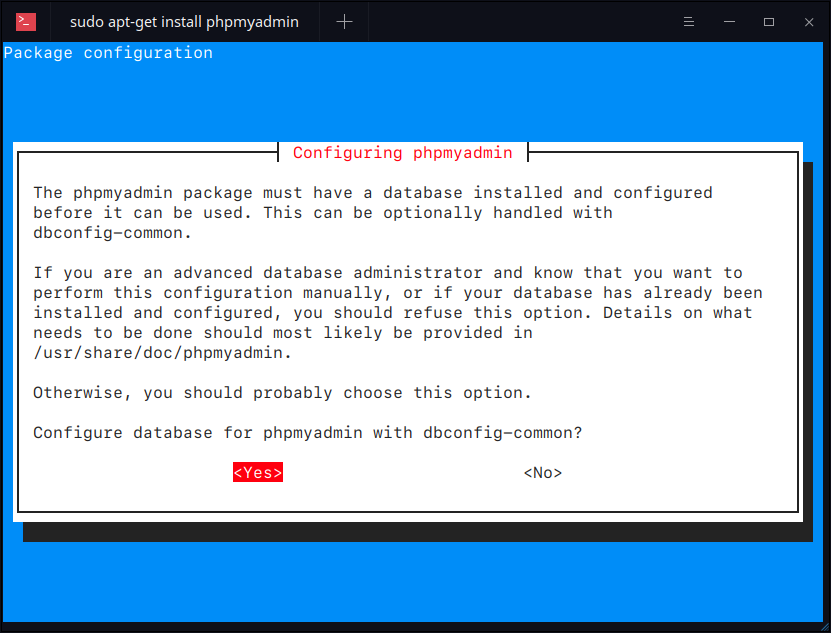 sudo apt-get install phpmyadmin
Package configuration
Configuring phpmyadmin
The phpmyadmin package must have a database installed and configured
before it can be used. This can be optionally handled with
dbconfig-common.
If you are an advanced database administrator and know that you want to
perform this configuration manually, or if your database has already been
installed and configured, you should refuse this option. Details on what
needs to be done should most likely be provided in
/usr/share/doc/phpmyadmin.
Otherwise, you should probably choose this option.
Configure database for phpmyadmin with dbconfig-common?
<Yes> <No>